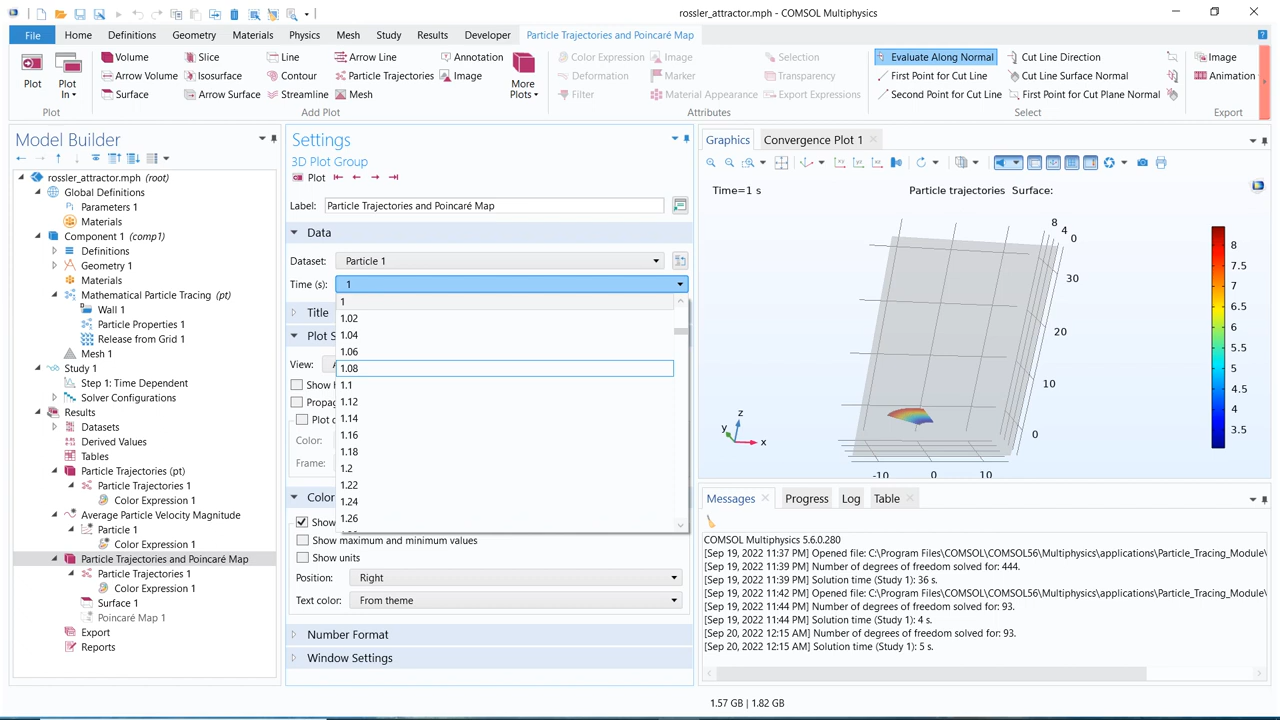 rossler_attractor.mph - COMSOL Multiphysics
File Home Definitions Geometry Materials Physics Mesh Study Results Developer Particle Trajectories and Poincaré Map
Plot
Plot In
Plot
Volume Slice Line Arrow Line Annotation
Arrow Volume Isosurface Contour Particle Trajectories Image
Surface Arrow Surface Streamline Mesh
More Plots
Add Plot
Color Expression Image Selection
Deformation Marker Transparency
Filter Material Appearance Export Expressions
Attributes
Evaluate Along Normal Cut Line Direction
First Point for Cut Line Cut Line Surface Normal
Second Point for Cut Line First Point for Cut Plane Normal
Select
Image
Animation
Export
Model Builder
rossler_attractor.mph (root)
Global Definitions
Parameters 1
Materials
Component 1 (comp1)
Definitions
Geometry 1
Materials
Mathematical Particle Tracing (pt)
Wall 1
Particle Properties 1
Release from Grid 1
Mesh 1
Study 1
Step 1: Time Dependent
Solver Configurations
Results
Datasets
Derived Values
Tables
Particle Trajectories (pt)
Particle Trajectories 1
Color Expression 1
Average Particle Velocity Magnitude
Particle 1
Color Expression 1
Particle Trajectories and Poincaré Map
Particle Trajectories 1
Color Expression 1
Surface 1
Poincaré Map 1
Export
Reports
Settings
3D Plot Group
Plot
Label: Particle Trajectories and Poincaré Map
Data
Dataset: Particle 1
Time (s): 1
1
1.02
1.04
1.06
1.08
1.1
1.12
1.14
1.16
1.18
1.2
1.22
1.24
1.26
Title
Plot S
View:
Show
Propag
Plot
Color:
Frame:
Color
Show
Show maximum and minimum values
Show units
Position: Right
Text color: From theme
Number Format
Window Settings
Graphics Convergence Plot 1
Time=1 s Particle trajectories Surface:
8
4
0
30
20
10
0
-10 0 10
z
y
x
8
7.5
7
6.5
6
5.5
5
4.5
4
3.5
Messages Progress Log Table
COMSOL Multiphysics 5.6.0.280
[Sep 19, 2022 11:37 PM] Opened file: C:\Program Files\COMSOL\COMSOL56\Multiphysics\applications\Particle_Tracing_Module\
[Sep 19, 2022 11:39 PM] Number of degrees of freedom solved for: 444.
[Sep 19, 2022 11:39 PM] Solution time (Study 1): 36 s.
[Sep 19, 2022 11:42 PM] Opened file: C:\Program Files\COMSOL\COMSOL56\Multiphysics\applications\Particle_Tracing_Module\
[Sep 19, 2022 11:44 PM] Number of degrees of freedom solved for: 93.
[Sep 19, 2022 11:44 PM] Solution time (Study 1): 4 s.
[Sep 20, 2022 12:15 AM] Number of degrees of freedom solved for: 93.
[Sep 20, 2022 12:15 AM] Solution time (Study 1): 5 s.
1.57 GB | 1.82 GB